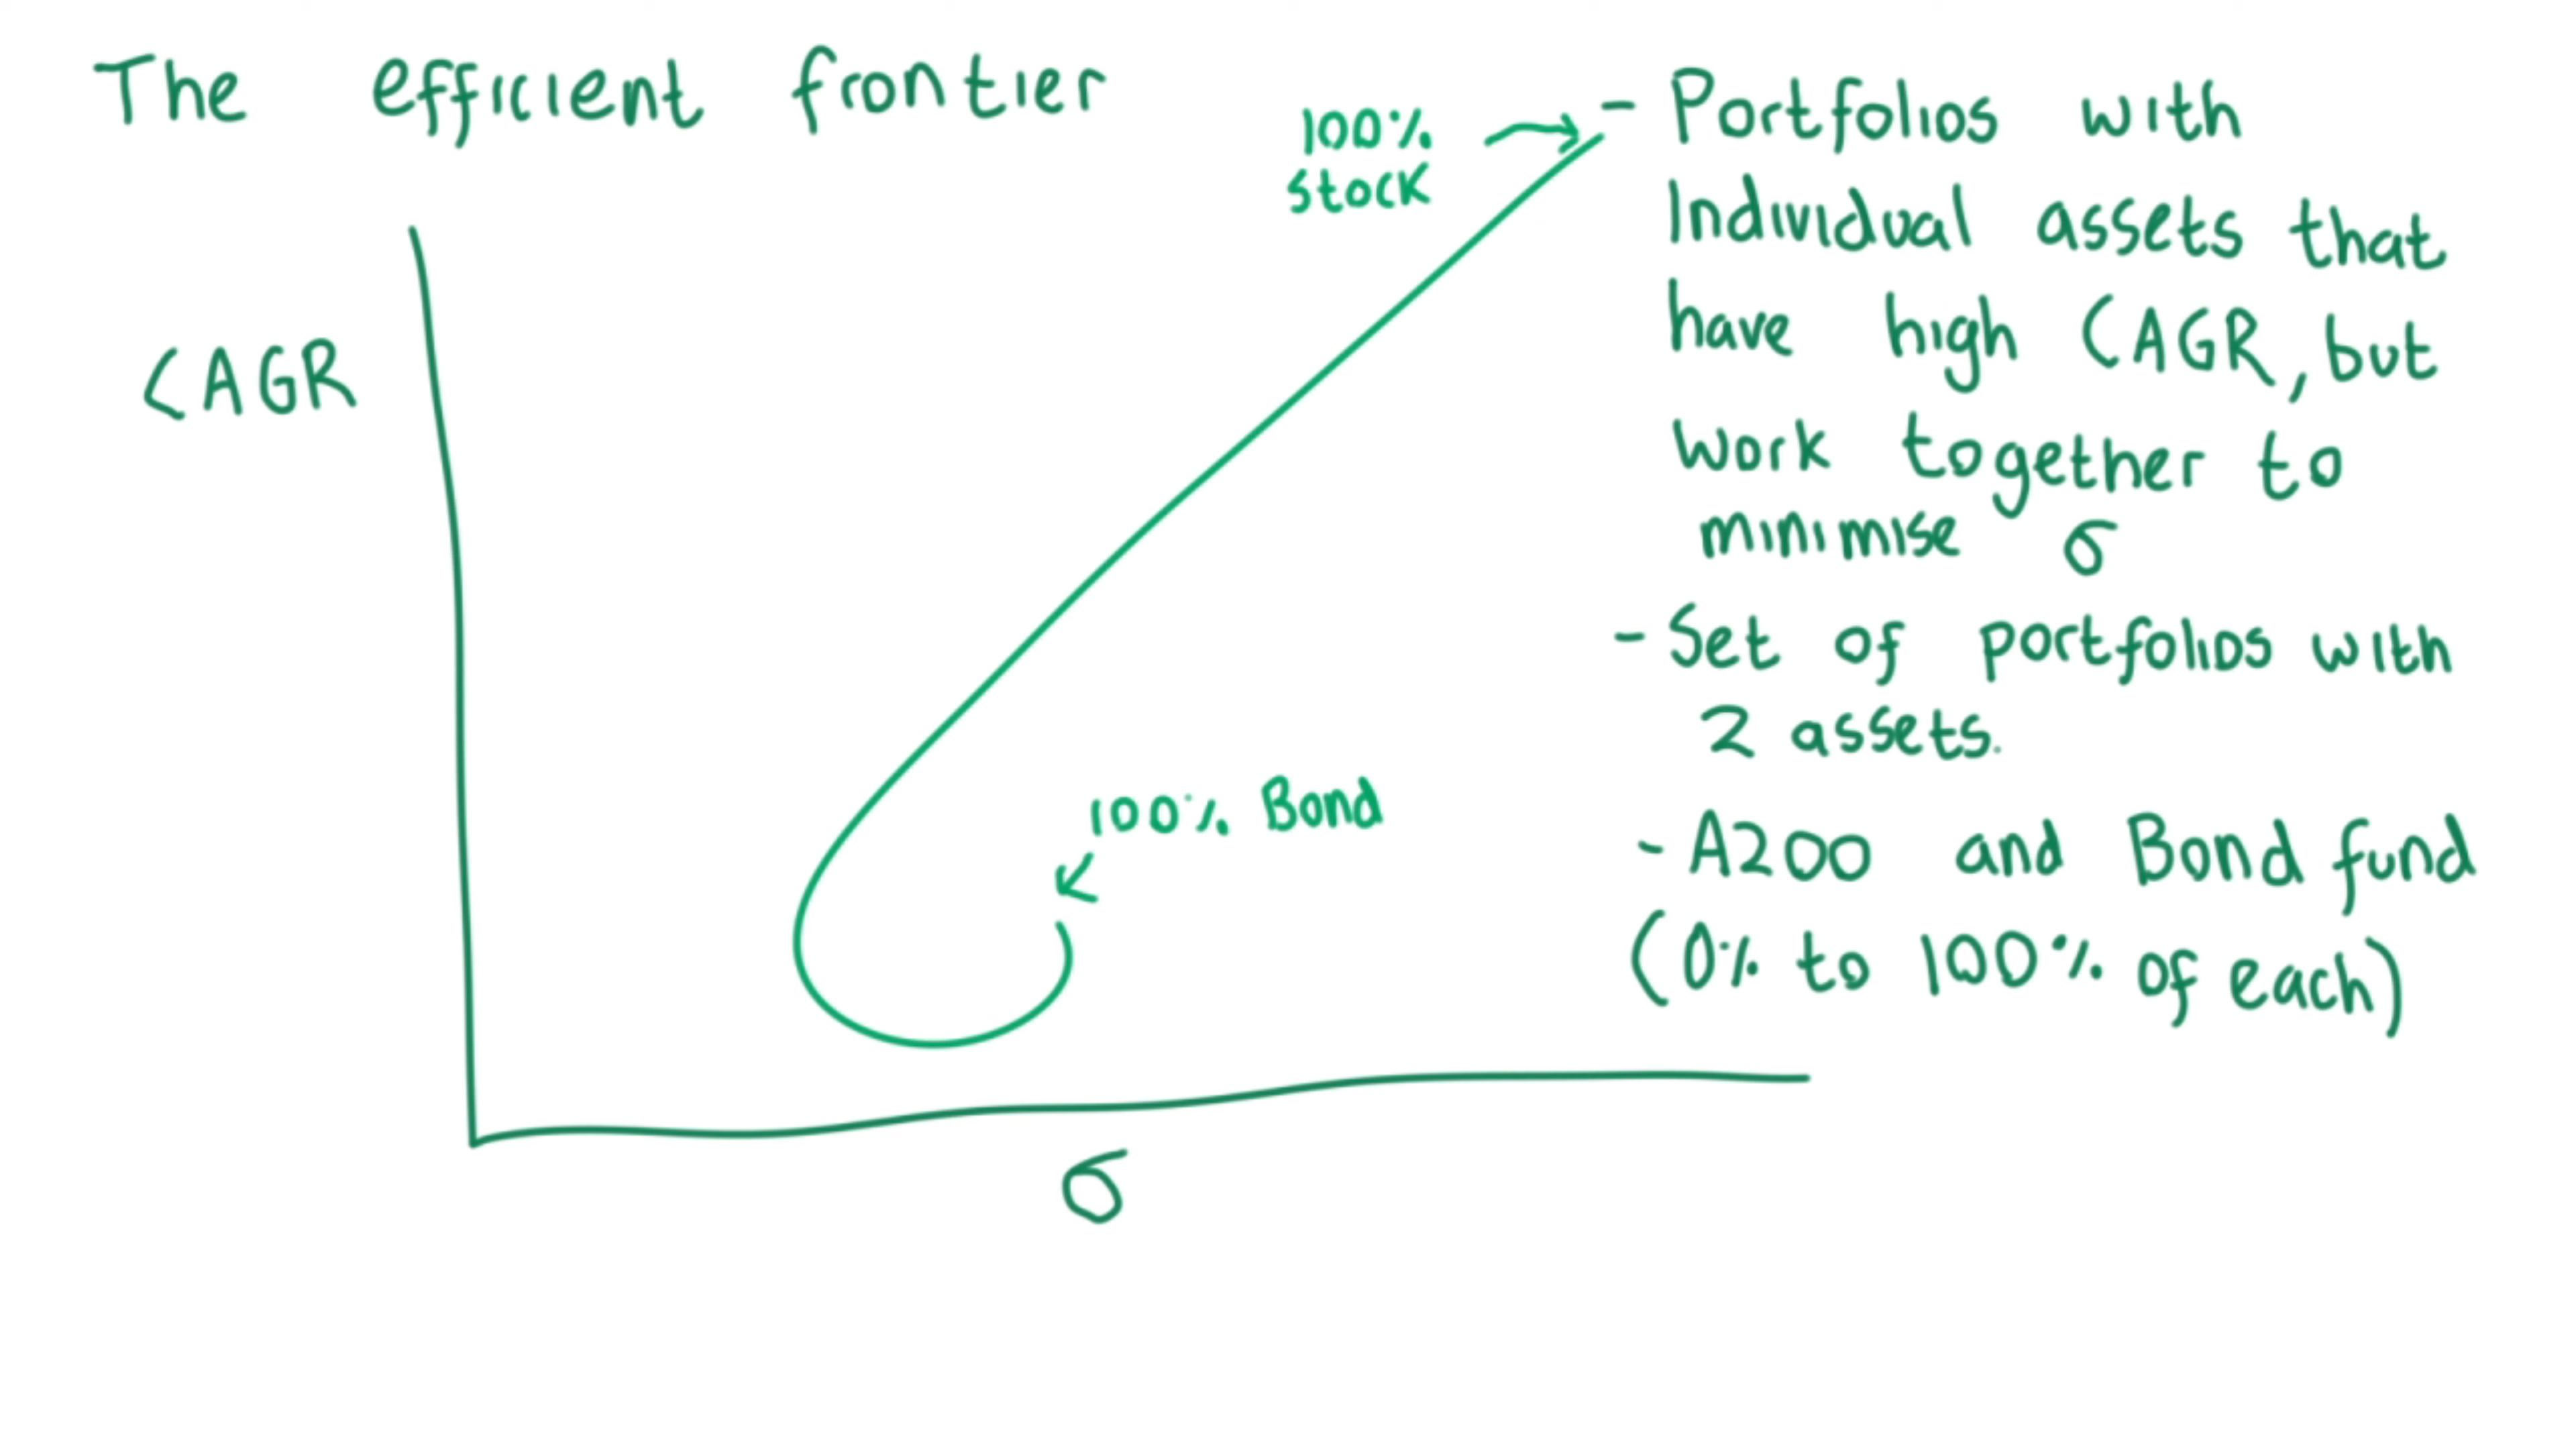 The efficient frontier
CAGR
100%
stock
100% Bond
σ
- Portfolios with
individual assets that
have high CAGR, but
work together to
minimise σ
- Set of portfolios with
2 assets.
- A200 and Bond fund
(0% to 100% of each)